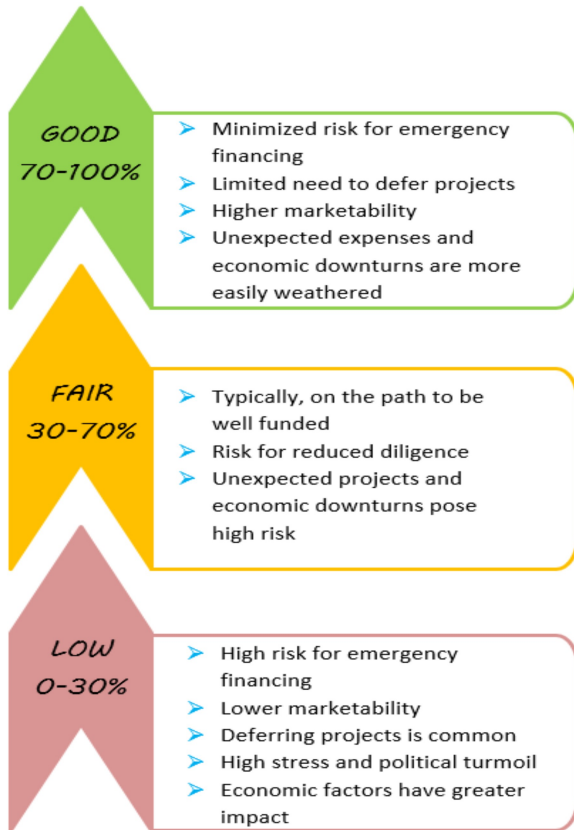 GOOD
70-100%
➢ Minimized risk for emergency
financing
➢ Limited need to defer projects
➢ Higher marketability
➢ Unexpected expenses and
economic downturns are more
easily weathered
FAIR
30-70%
➢ Typically, on the path to be
well funded
➢ Risk for reduced diligence
➢ Unexpected projects and
economic downturns pose
high risk
LOW
0-30%
➢ High risk for emergency
financing
➢ Lower marketability
➢ Deferring projects is common
➢ High stress and political turmoil
➢ Economic factors have greater
impact